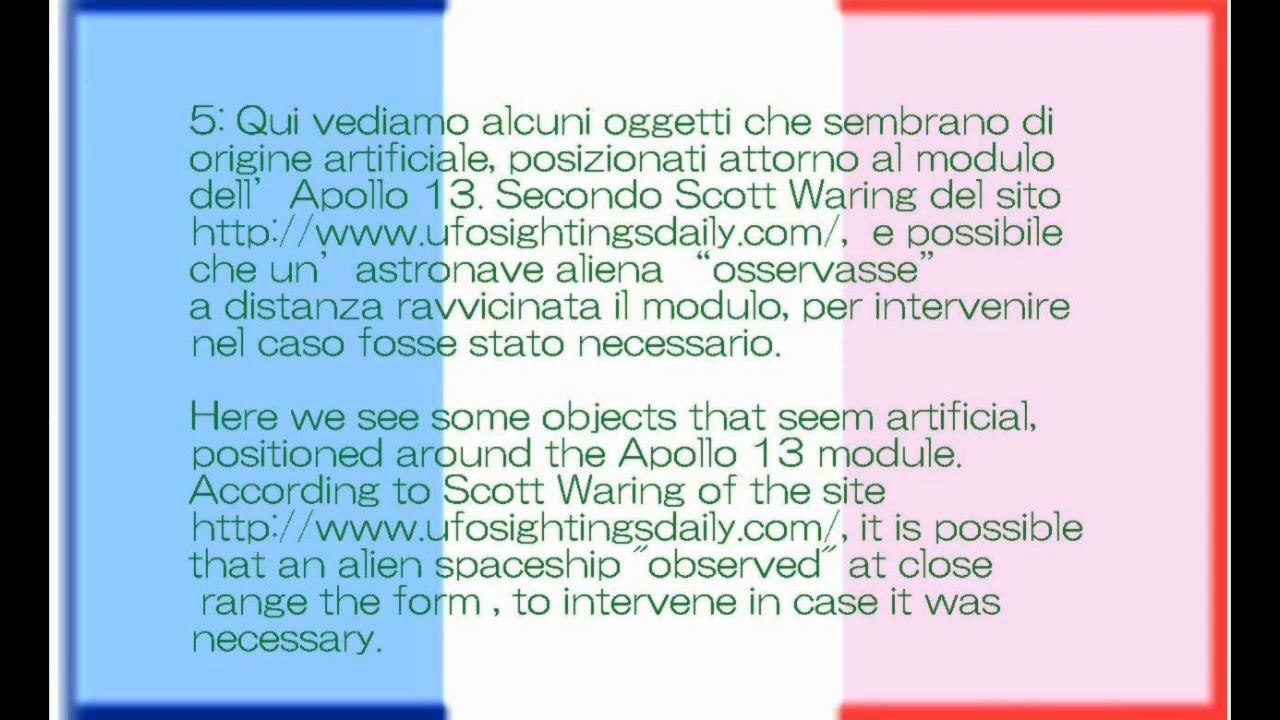 5: Qui vediamo alcuni oggetti che sembrano di
origine artificiale, posizionati attorno al modulo
dell’ Apollo 13. Secondo Scott Waring del sito
http://www.ufosightingsdaily.com/, e possibile
che un’ astronave aliena “osservasse”
a distanza ravvicinata il modulo, per intervenire
nel caso fosse stato necessario.
Here we see some objects that seem artificial,
positioned around the Apollo 13 module.
According to Scott Waring of the site
http://www.ufosightingsdaily.com/, it is possible
that an alien spaceship "observed" at close
range the form , to intervene in case it was
necessary.